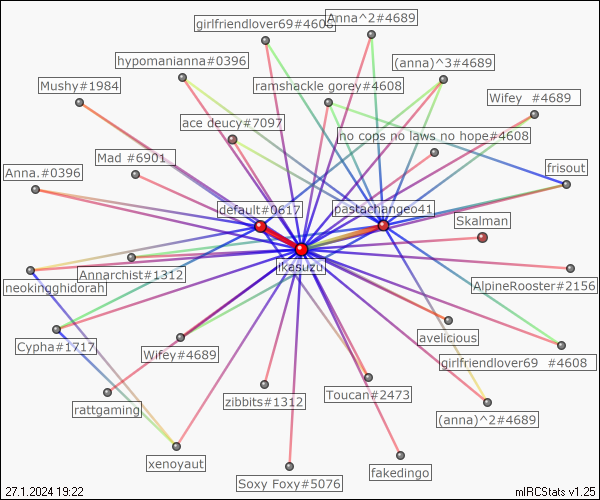 girlfriendlover69#4608
Anna^2#4689
hypomanianna#0396
(anna)^3#4689
Mushy#1984
ramshackle gorey#4608
Wifey  #4689
ace deucy#7097
no cops no laws no hope#4608
Mad #6901
Anna.#0396
frisout
default#0617
pastachangeo41
Skalman
ikasuzu
Annarchist#1312
neokingghidorah
AlpineRooster#2156
avelicious
Cypha#1717
Wifey#4689
girlfriendlover69  #4608
Toucan#2473
zibbits#1312
rattgaming
(anna)^2#4689
xenoyaut
fakedingo
Soxy Foxy#5076
27.1.2024 19:22
mIRCStats v1.25